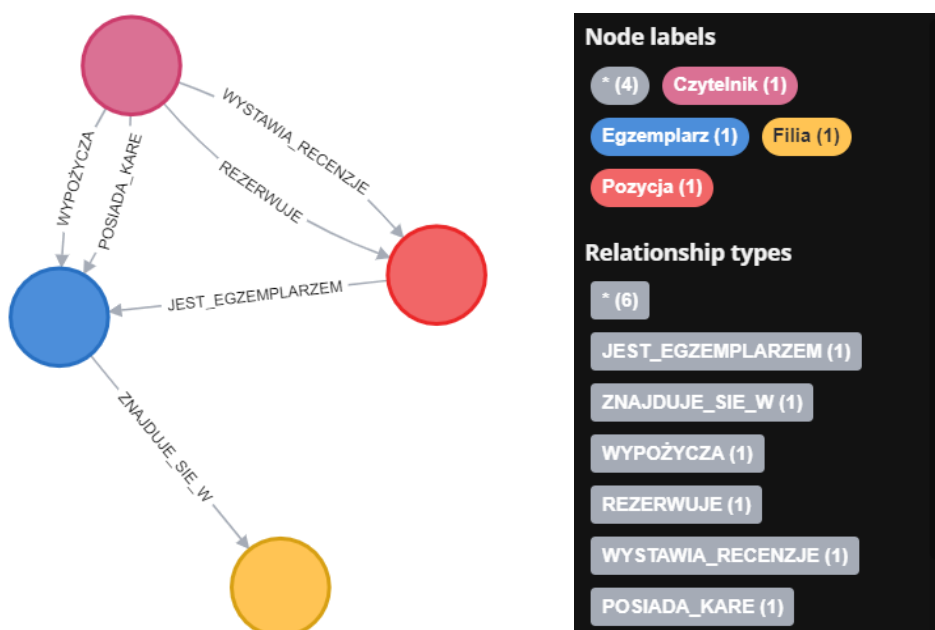 WYSTAWIA_RECENZJE
REZERWUJE
WYPOŻYCZA
POSIADA_KARE
JEST_EGZEMPLARZEM
ZNAJDUJE_SIE_W
Node labels
* (4) Czytelnik (1)
Egzemplarz (1) Filia (1)
Pozycja (1)
Relationship types
* (6)
JEST_EGZEMPLARZEM (1)
ZNAJDUJE_SIE_W (1)
WYPOŻYCZA (1)
REZERWUJE (1)
WYSTAWIA_RECENZJE (1)
POSIADA_KARE (1)